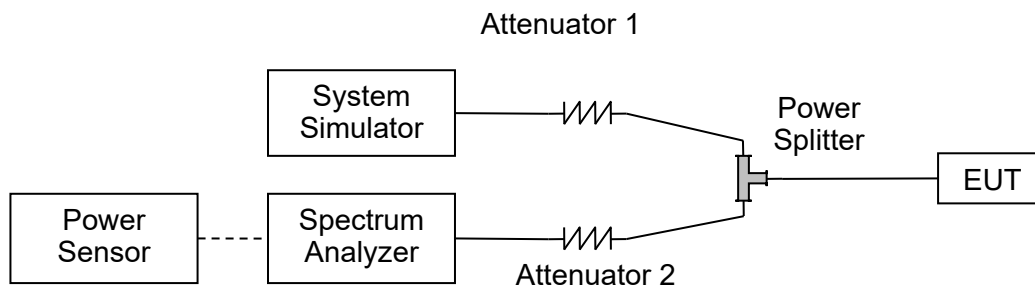 Attenuator 1
System
Simulator
Power
Splitter
EUT
Power
Sensor
Spectrum
Analyzer
Attenuator 2